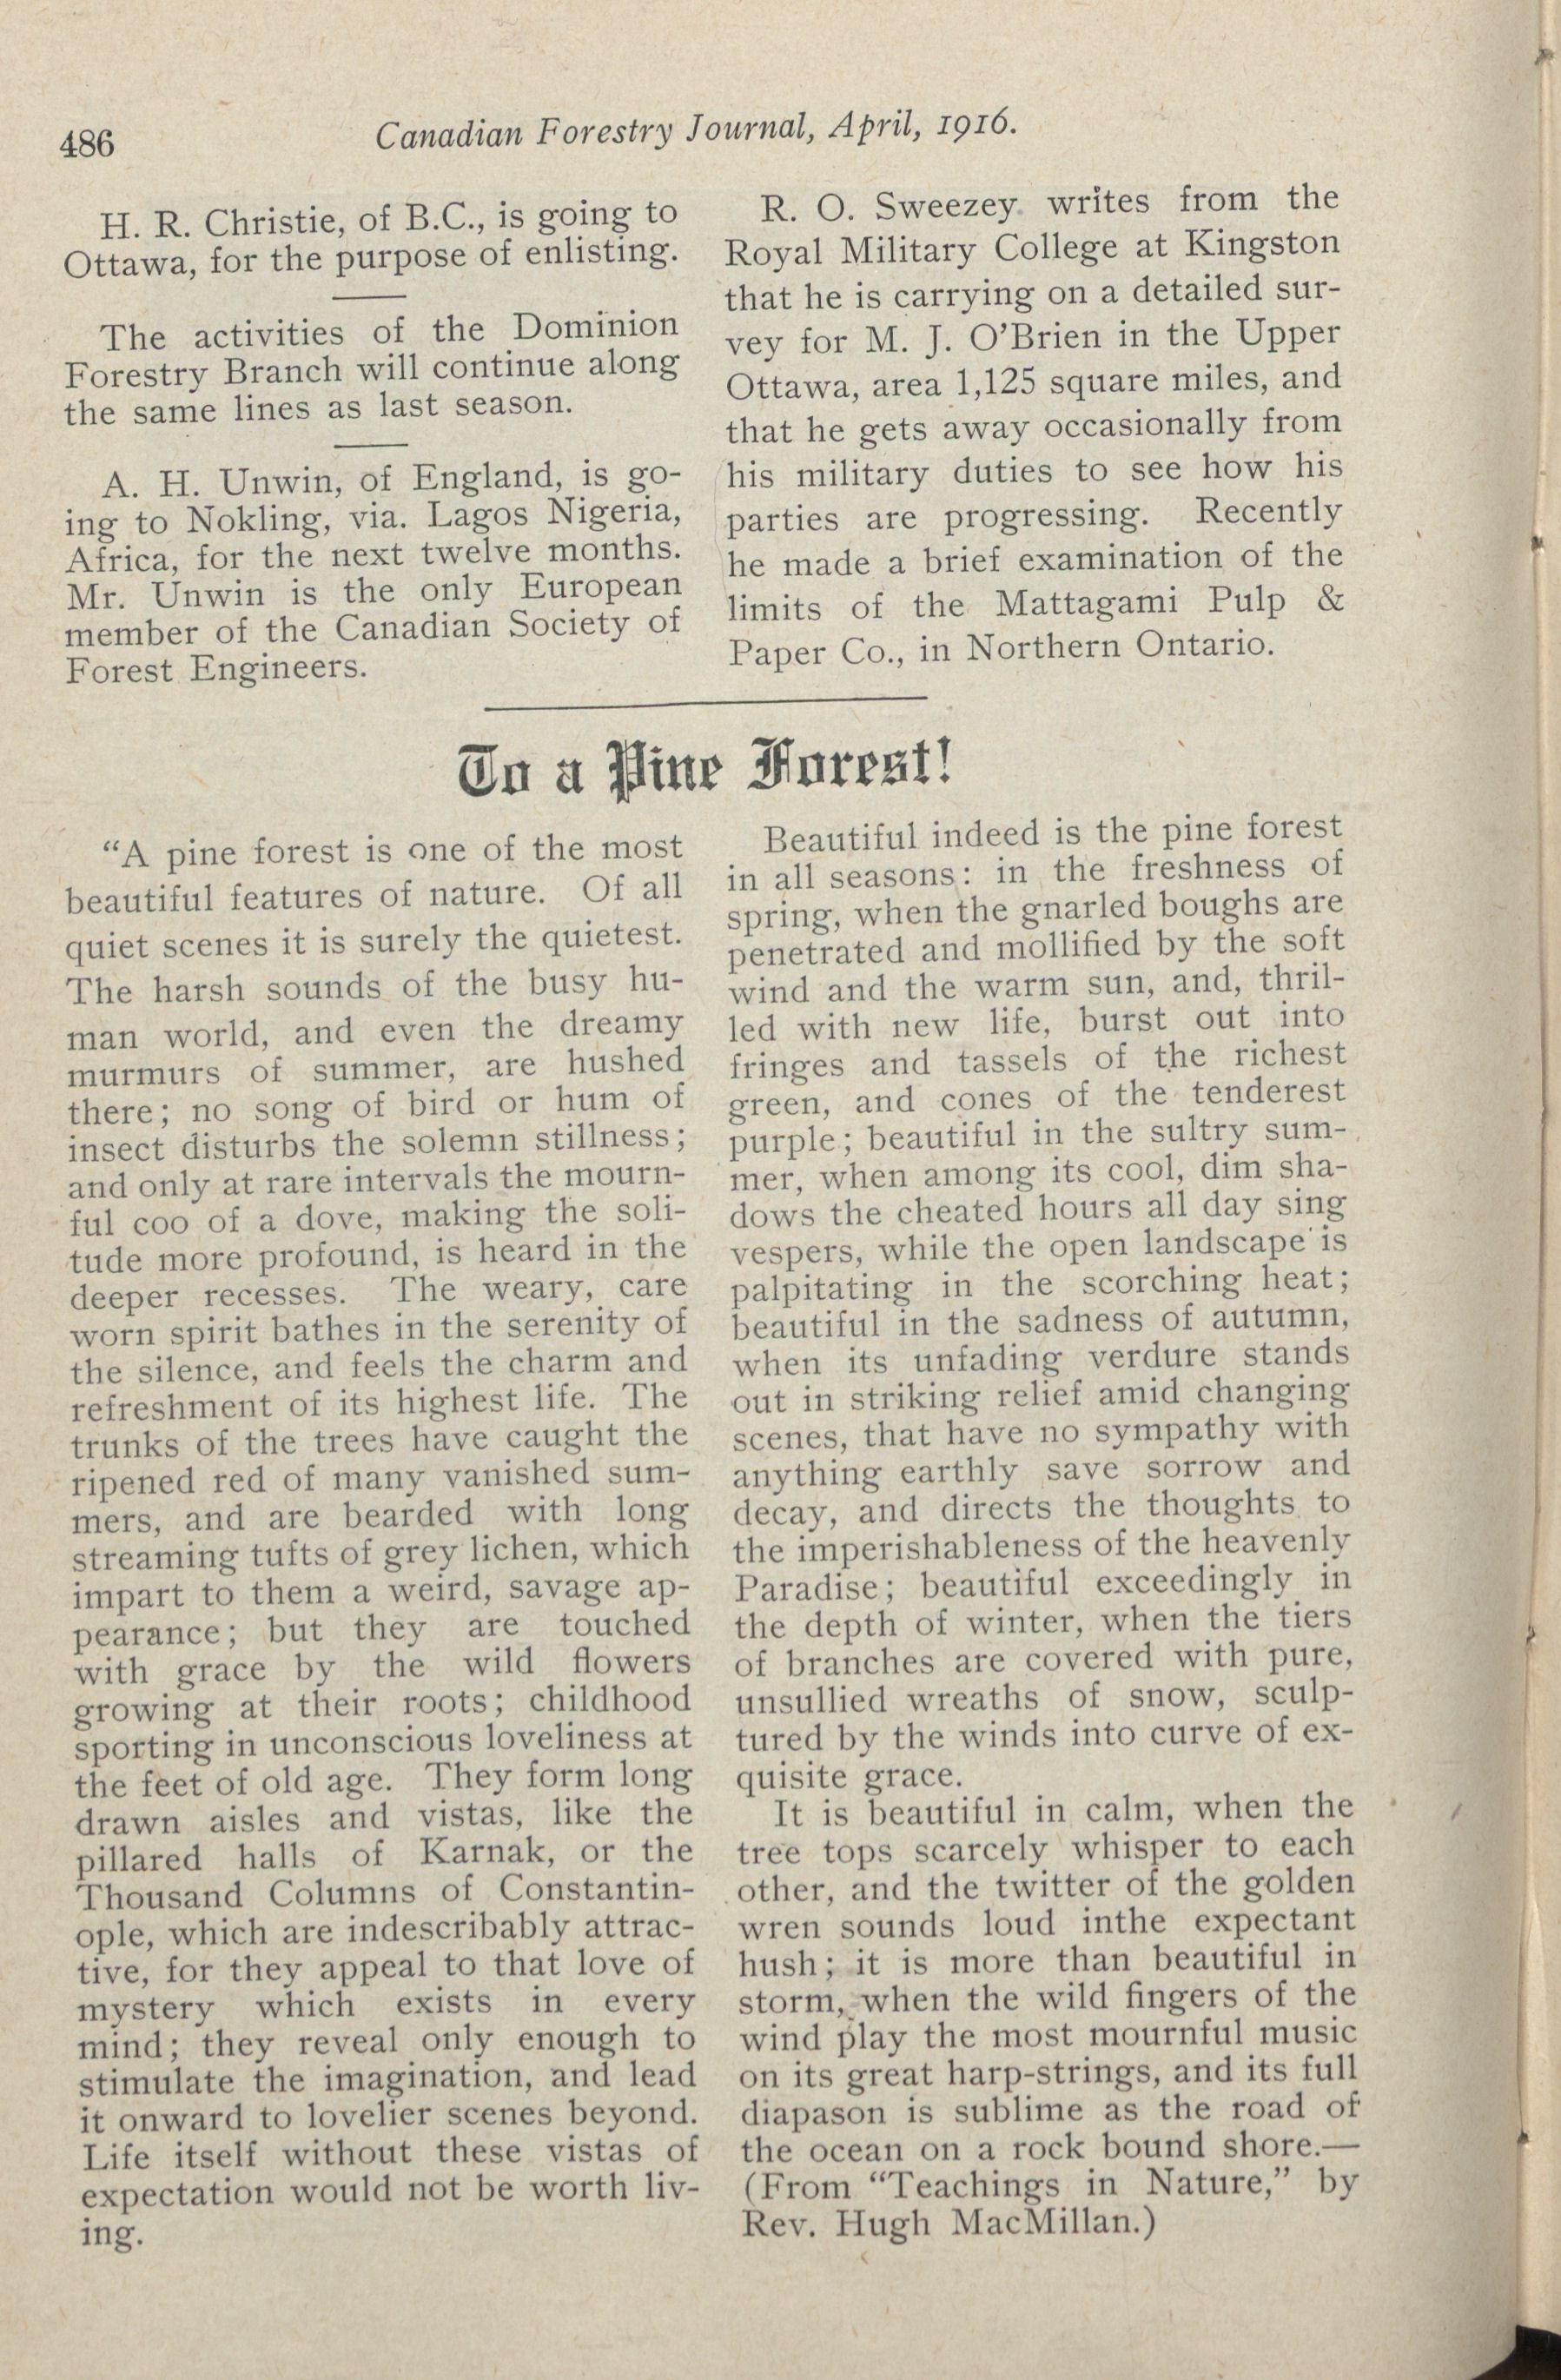 486
Canadian Forestry Journal, April, 1916.
H. R. Christie, of B.C., is going to
Ottawa, for the purpose of enlisting.
The activities of the Dominion
Forestry Branch will continue along
the same lines as last season.
A. H. Unwin, of England, is go-
ing to Nokling, via. Lagos Nigeria,
Africa, for the next twelve months.
Mr. Unwin is the only European
member of the Canadian Society of
Forest Engineers.
R. O. Sweezey writes from the
Royal Military College at Kingston
that he is carrying on a detailed sur-
vey for M. J. O'Brien in the Upper
Ottawa, area 1,125 square miles, and
that he gets away occasionally from
his military duties to see how his
parties are progressing. Recently
he made a brief examination of the
limits of the Mattagami Pulp &
Paper Co., in Northern Ontario.
To a Pine Forest!
"A pine forest is one of the most
beautiful features of nature. Of all
quiet scenes it is surely the quietest.
The harsh sounds of the busy hu-
man world, and even the dreamy
murmurs of summer, are hushed
there; no song of bird or hum of
insect disturbs the solemn stillness;
and only at rare intervals the mourn-
ful coo of a dove, making the soli-
tude more profound, is heard in the
deeper recesses. The weary, care
worn spirit bathes in the serenity of
the silence, and feels the charm and
refreshment of its highest life. The
trunks of the trees have caught the
ripened red of many vanished sum-
mers, and are bearded with long
streaming tufts of grey lichen, which
impart to them a weird, savage ap-
pearance; but they are touched
with grace by the wild flowers
growing at their roots; childhood
sporting in unconscious loveliness at
the feet of old age. They form long
drawn aisles and vistas, like the
pillared halls of Karnak, or the
Thousand Columns of Constantin-
ople, which are indescribably attrac-
tive, for they appeal to that love of
mystery which exists in every
mind; they reveal only enough to
stimulate the imagination, and lead
it onward to lovelier scenes beyond.
Life itself without these vistas of
expectation would not be worth liv-
ing.
Beautiful indeed is the pine forest
in all seasons: in the freshness of
spring, when the gnarled boughs are
penetrated and mollified by the soft
wind and the warm sun, and, thril-
led with new life, burst out into
fringes and tassels of the richest
green, and cones of the tenderest
purple; beautiful in the sultry sum-
mer, when among its cool, dim sha-
dows the cheated hours all day sing
vespers, while the open landscape is
palpitating in the scorching heat;
beautiful in the sadness of autumn,
when its unfading verdure stands
out in striking relief amid changing
scenes, that have no sympathy with
anything earthly save sorrow and
decay, and directs the thoughts to
the imperishableness of the heavenly
Paradise; beautiful exceedingly in
the depth of winter, when the tiers
of branches are covered with pure,
unsullied wreaths of snow, sculp-
tured by the winds into curve of ex-
quisite grace.
It is beautiful in calm, when the
tree tops scarcely whisper to each
other, and the twitter of the golden
wren sounds loud inthe expectant
hush; it is more than beautiful in
storm, when the wild fingers of the
wind play the most mournful music
on its great harp-strings, and its full
diapason is sublime as the road of
the ocean on a rock bound shore.—
(From "Teachings in Nature," by
Rev. Hugh MacMillan.)